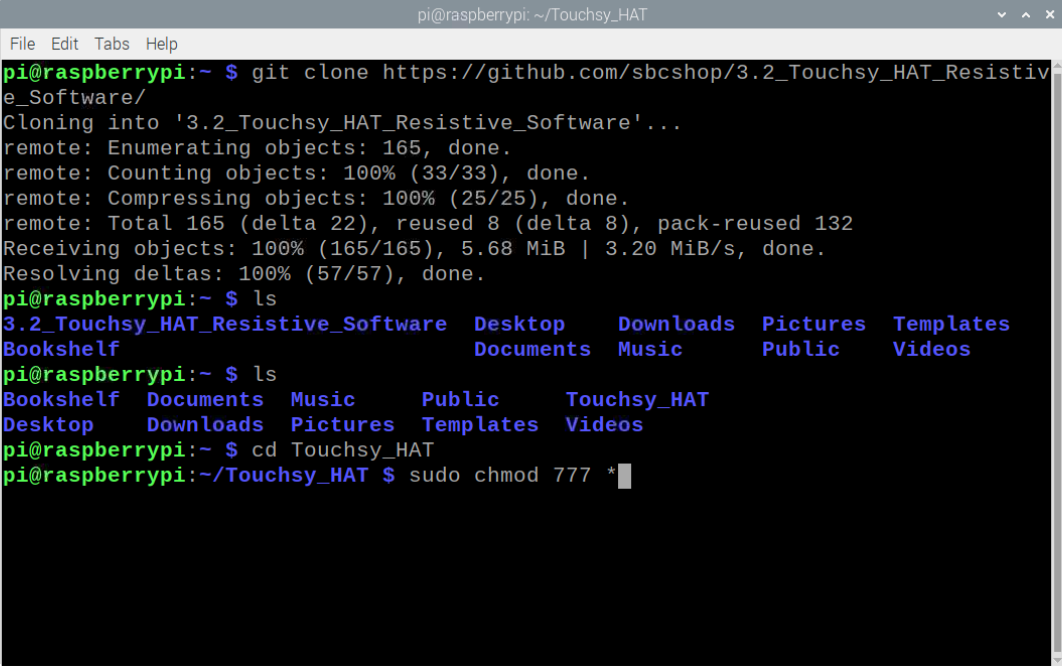 pi@raspberrypi: ~/Touchsy_HAT
File Edit Tabs Help
pi@raspberrypi:~ $ git clone https://github.com/sbcshop/3.2_Touchsy_HAT_Resistiv
e_Software/
Cloning into '3.2_Touchsy_HAT_Resistive_Software'...
remote: Enumerating objects: 165, done.
remote: Counting objects: 100% (33/33), done.
remote: Compressing objects: 100% (25/25), done.
remote: Total 165 (delta 22), reused 8 (delta 8), pack-reused 132
Receiving objects: 100% (165/165), 5.68 MiB | 3.20 MiB/s, done.
Resolving deltas: 100% (57/57), done.
pi@raspberrypi:~ $ ls
3.2_Touchsy_HAT_Resistive_Software  Desktop    Downloads  Pictures  Templates
Bookshelf                           Documents  Music      Public    Videos
pi@raspberrypi:~ $ ls
Bookshelf  Documents  Music     Public     Touchsy_HAT
Desktop    Downloads  Pictures  Templates  Videos
pi@raspberrypi:~ $ cd Touchsy_HAT
pi@raspberrypi:~/Touchsy_HAT $ sudo chmod 777 *